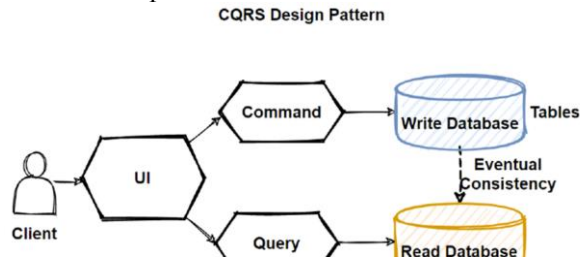 CQRS Design Pattern
Command
Write Database
Tables
UI
Eventual
Consistency
Client
Query
Read Database